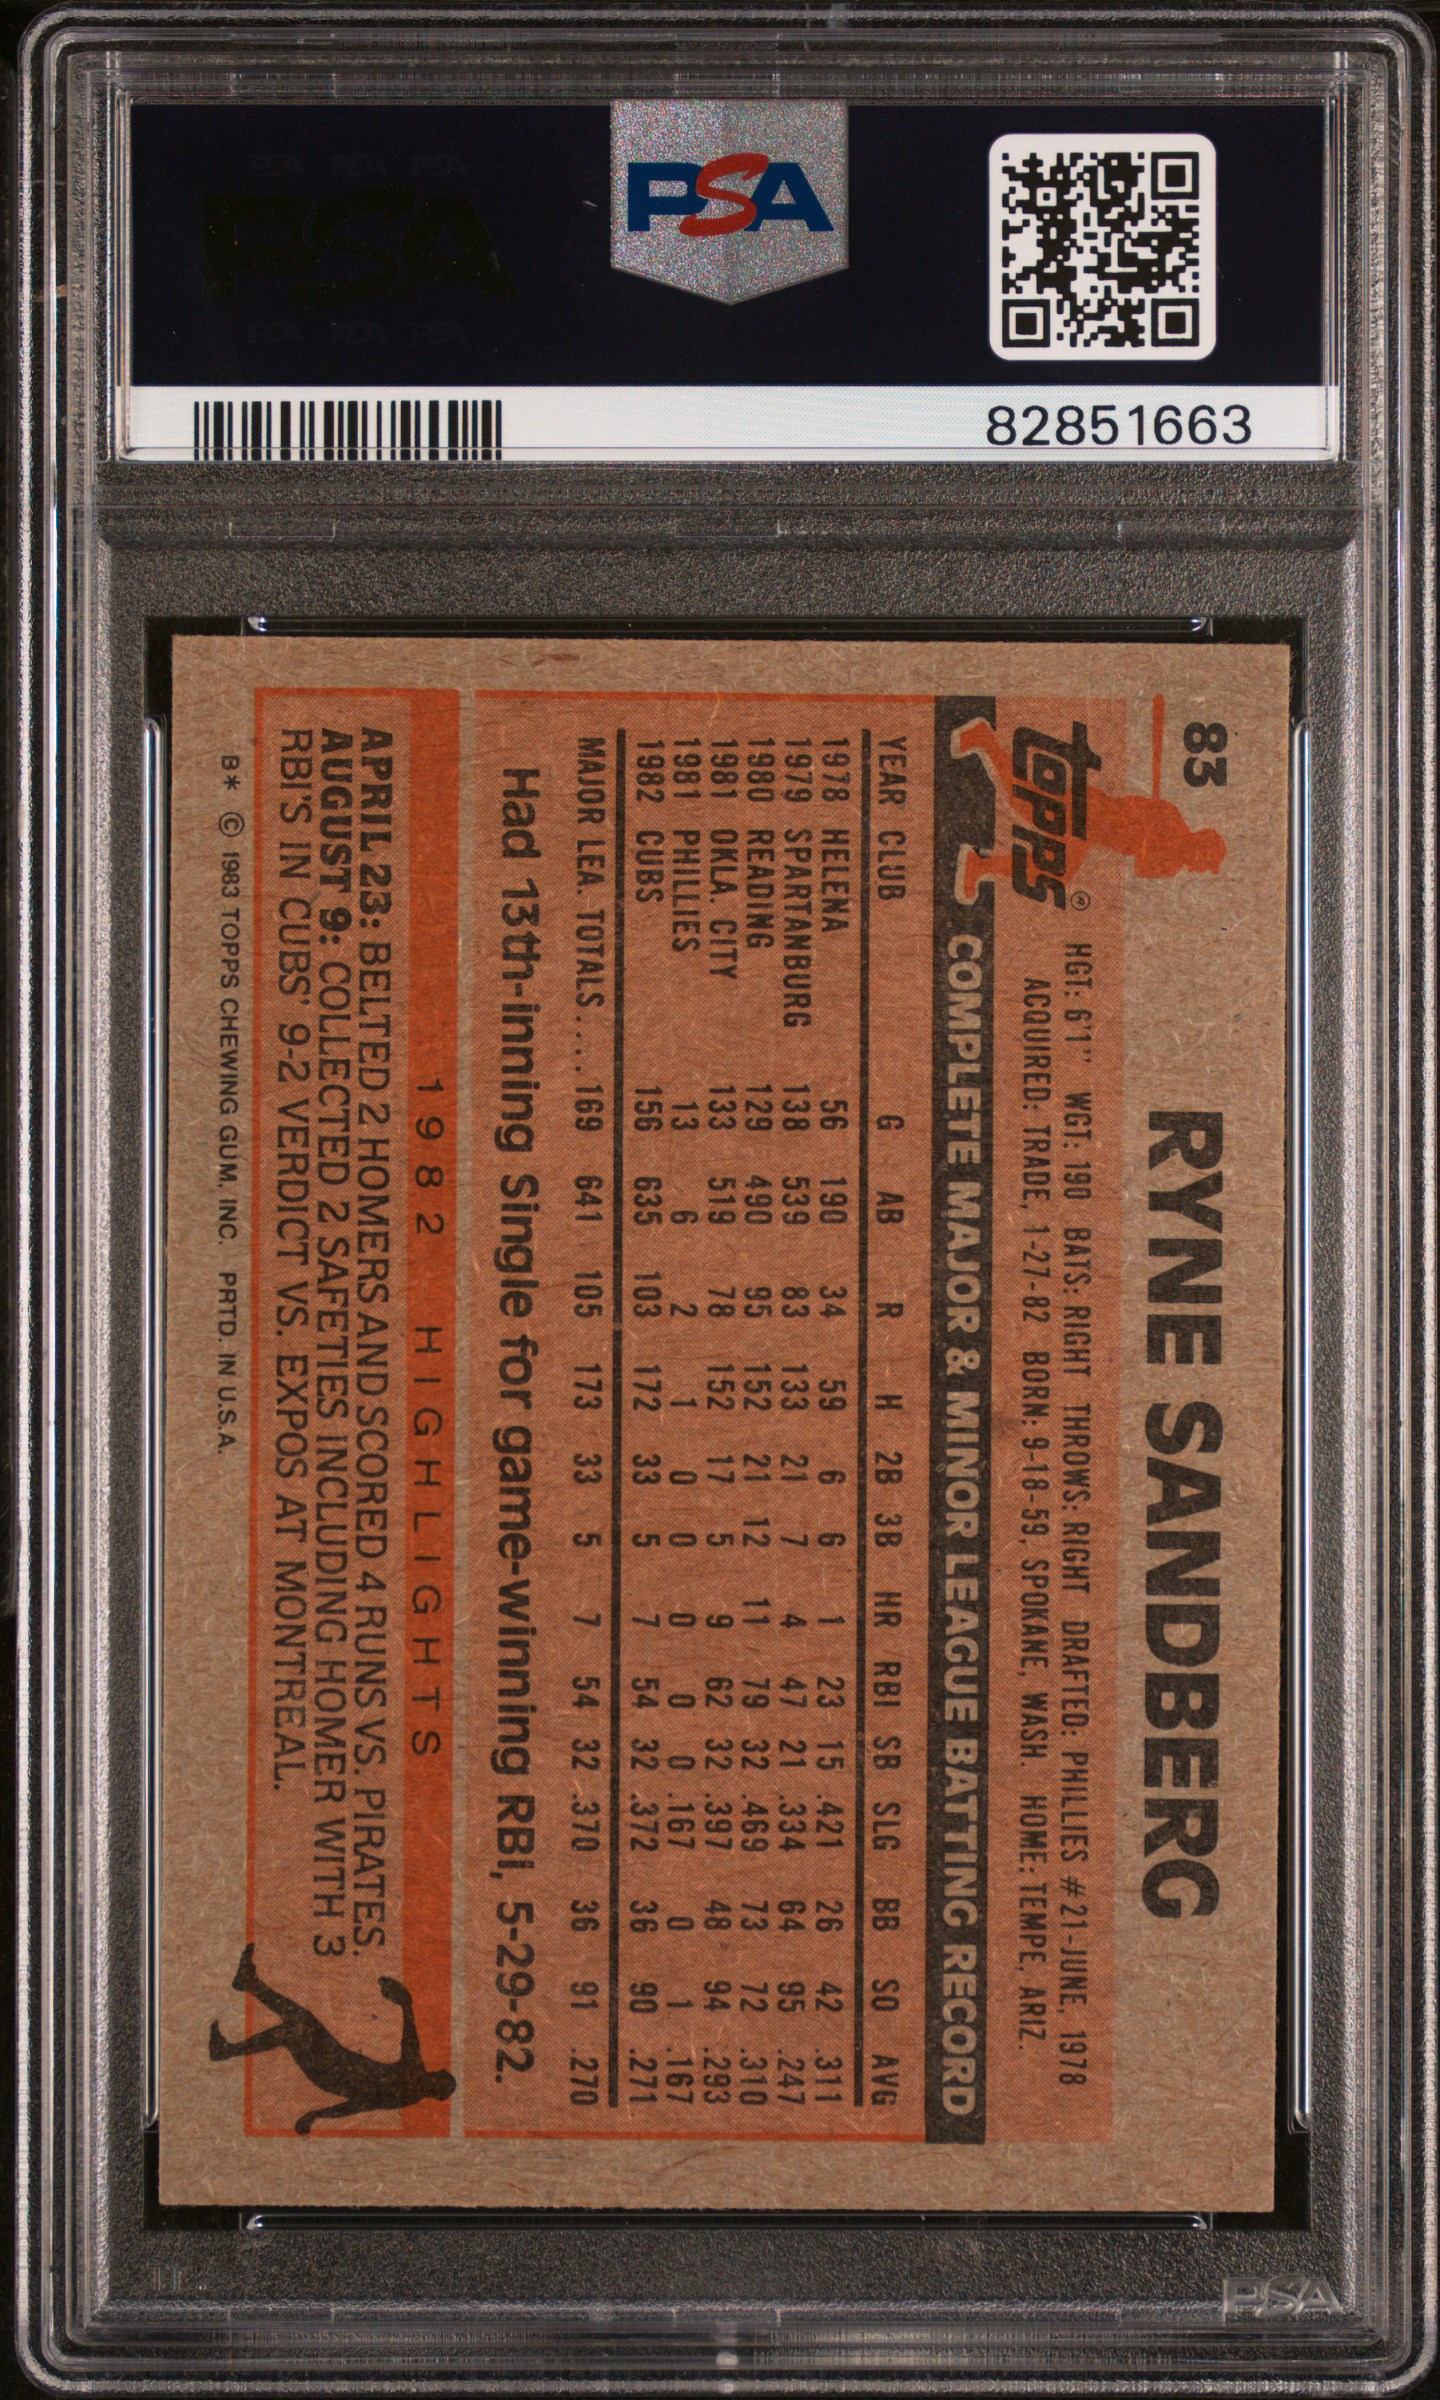 PSA
82851663
83
RYNE SANDBERG
topps®
HGT: 6'1" WGT: 190 BATS: RIGHT THROWS: RIGHT DRAFTED: PHILLIES #21-JUNE, 1978
ACQUIRED: TRADE, 1-27-82 BORN: 9-18-59, SPOKANE, WASH. HOME: TEMPE, ARIZ.
COMPLETE MAJOR & MINOR LEAGUE BATTING RECORD
YEAR CLUB G AB R H 2B 3B HR RBI SB SLG BB SO AVG
1978 HELENA 56 190 34 59 6 6 1 23 15 .421 26 42 .311
1979 SPARTANBURG 138 539 83 133 21 7 4 47 21 .334 64 95 .247
1980 READING 129 490 95 152 21 12 11 79 32 .469 73 72 .310
1981 OKLA. CITY 133 519 78 152 17 5 9 62 32 .397 48 94 .293
1981 PHILLIES 13 6 2 1 0 0 0 0 0 .167 0 1 .167
1982 CUBS 156 635 103 172 33 5 7 54 32 .372 36 90 .271
MAJOR LEA. TOTALS.... 169 641 105 173 33 5 7 54 32 .370 36 91 .270
Had 13th-inning Single for game-winning RBI, 5-29-82.
1982 HIGHLIGHTS
APRIL 23: BELTED 2 HOMERS AND SCORED 4 RUNS VS. PIRATES.
AUGUST 9: COLLECTED 2 SAFETIES INCLUDING HOMER WITH 3
RBI'S IN CUBS' 9-2 VERDICT VS. EXPOS AT MONTREAL.
B* © 1983 TOPPS CHEWING GUM, INC. PRTD. IN U.S.A.
PSA